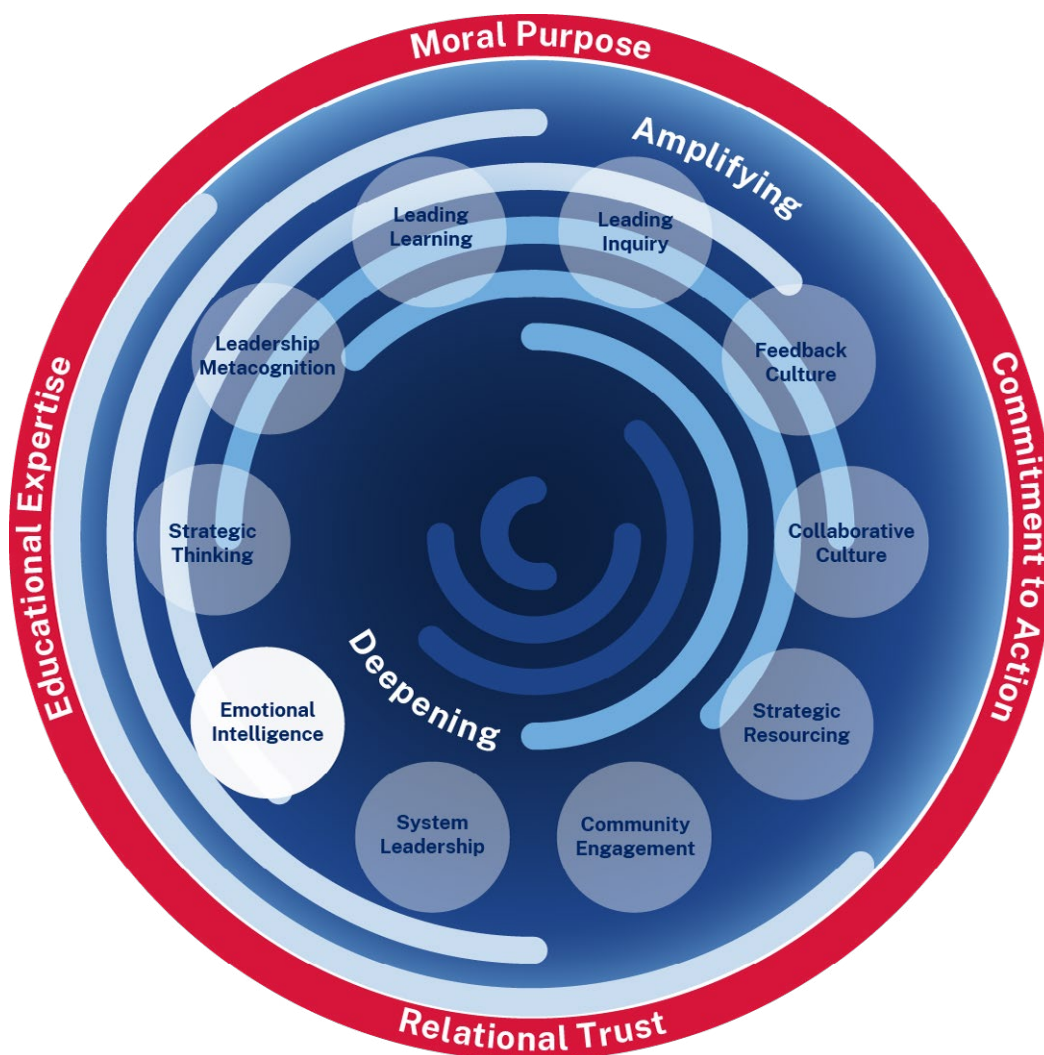 Moral Purpose
Amplifying
Leading
Learning
Leading
Inquiry
Leadership
Metacognition
Feedback
Culture
Educational Expertise
Commitment to Action
Strategic
Thinking
Collaborative
Culture
Deepening
Emotional
Intelligence
Strategic
Resourcing
System
Leadership
Community
Engagement
Relational Trust